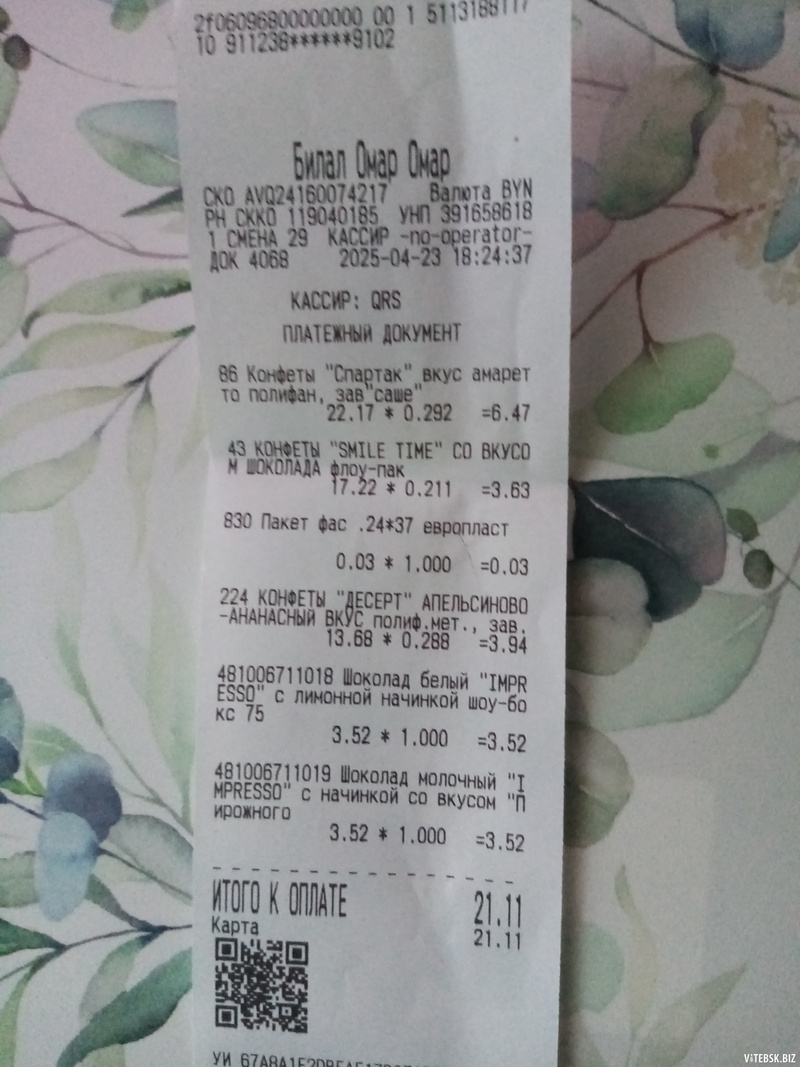 2f06096800000000 00 1 5113188117
10 911238******9102
Билал Омар Омар
СКО AVQ24160074217 Валюта BYN
РН СККО 119040185 УНП 391658618
1 СМЕНА 29 КАССИР -no-operator-
ДОК 4068 2025-04-23 18:24:37
КАССИР: QRS
ПЛАТЕЖНЫЙ ДОКУМЕНТ
86 Конфеты "Спартак" вкус амарет
то полифан, зав"саше"
22.17 * 0.292 =6.47
43 КОНФЕТЫ "SMILE TIME" СО ВКУСО
М ШОКОЛАДА флоу-пак
17.22 * 0.211 =3.63
830 Пакет фас .24*37 европласт
0.03 * 1.000 =0.03
224 КОНФЕТЫ "ДЕСЕРТ" АПЕЛЬСИНОВО
-АНАНАСНЫЙ ВКУС полиф.мет., зав.
13.68 * 0.288 =3.94
481006711018 Шоколад белый "IMPR
ESSO" с лимонной начинкой шоу-бо
кс 75
3.52 * 1.000 =3.52
481006711019 Шоколад молочный "I
MPRESSO" с начинкой со вкусом "П
ирожного
3.52 * 1.000 =3.52
ИТОГО К ОПЛАТЕ 21.11
Карта 21.11
УИ
ViTEBSK.BIZ